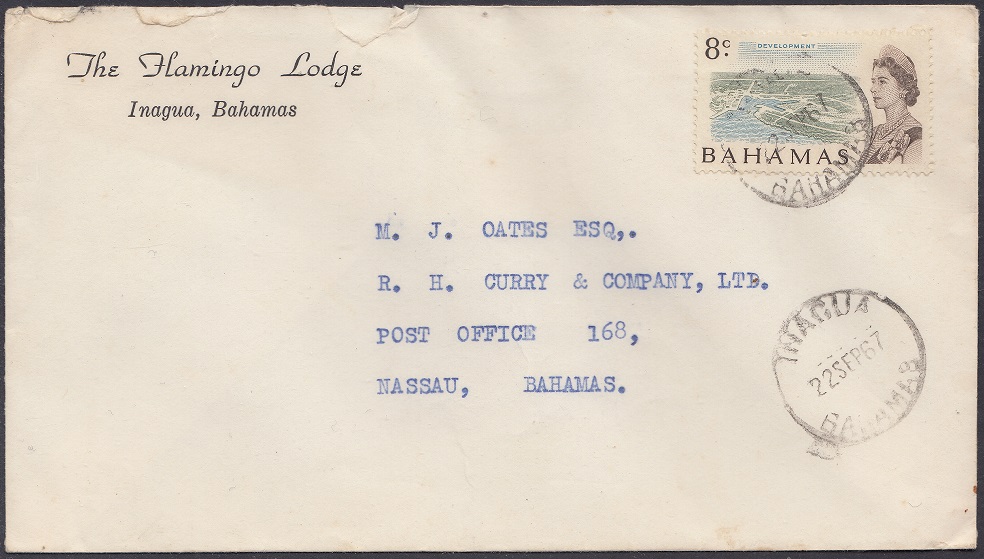 The Flamingo Lodge
Inagua, Bahamas
8c
DEVELOPMENT
BAHAMAS
BAHAMAS
M. J. OATES ESQ,.
R. H. CURRY & COMPANY, LTD.
POST OFFICE 168,
NASSAU, BAHAMAS.
INAGUA
22SEP67
BAHAMAS